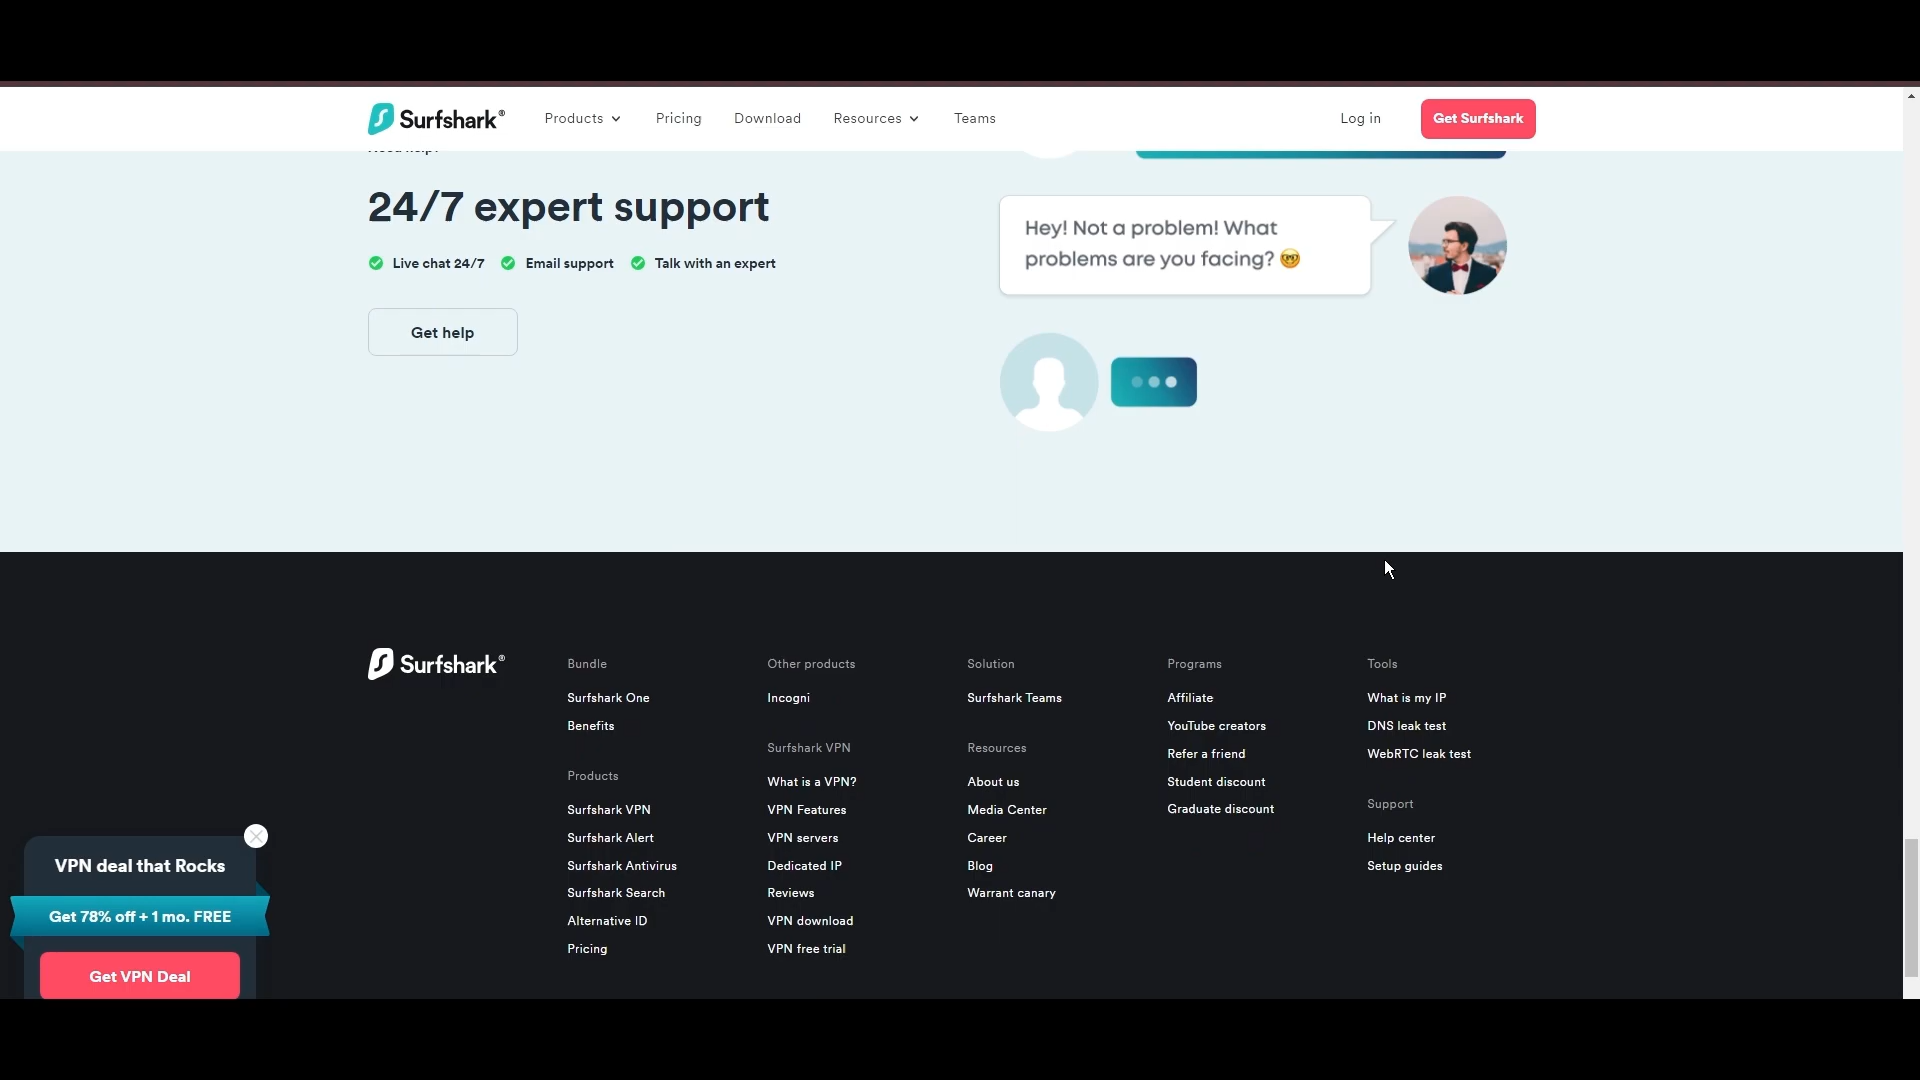 Surfshark®
Products
Pricing
Download
Resources
Teams
Log in
Get Surfshark
24/7 expert support
Live chat 24/7
Email support
Talk with an expert
Get help
Hey! Not a problem! What
problems are you facing? 🤓
Surfshark®
Bundle
Surfshark One
Benefits
Products
Surfshark VPN
Surfshark Alert
Surfshark Antivirus
Surfshark Search
Alternative ID
Pricing
Other products
Incogni
Surfshark VPN
What is a VPN?
VPN Features
VPN servers
Dedicated IP
Reviews
VPN download
VPN free trial
Solution
Surfshark Teams
Resources
About us
Media Center
Career
Blog
Warrant canary
Programs
Affiliate
YouTube creators
Refer a friend
Student discount
Graduate discount
Tools
What is my IP
DNS leak test
WebRTC leak test
Support
Help center
Setup guides
VPN deal that Rocks
Get 78% off + 1 mo. FREE
Get VPN Deal